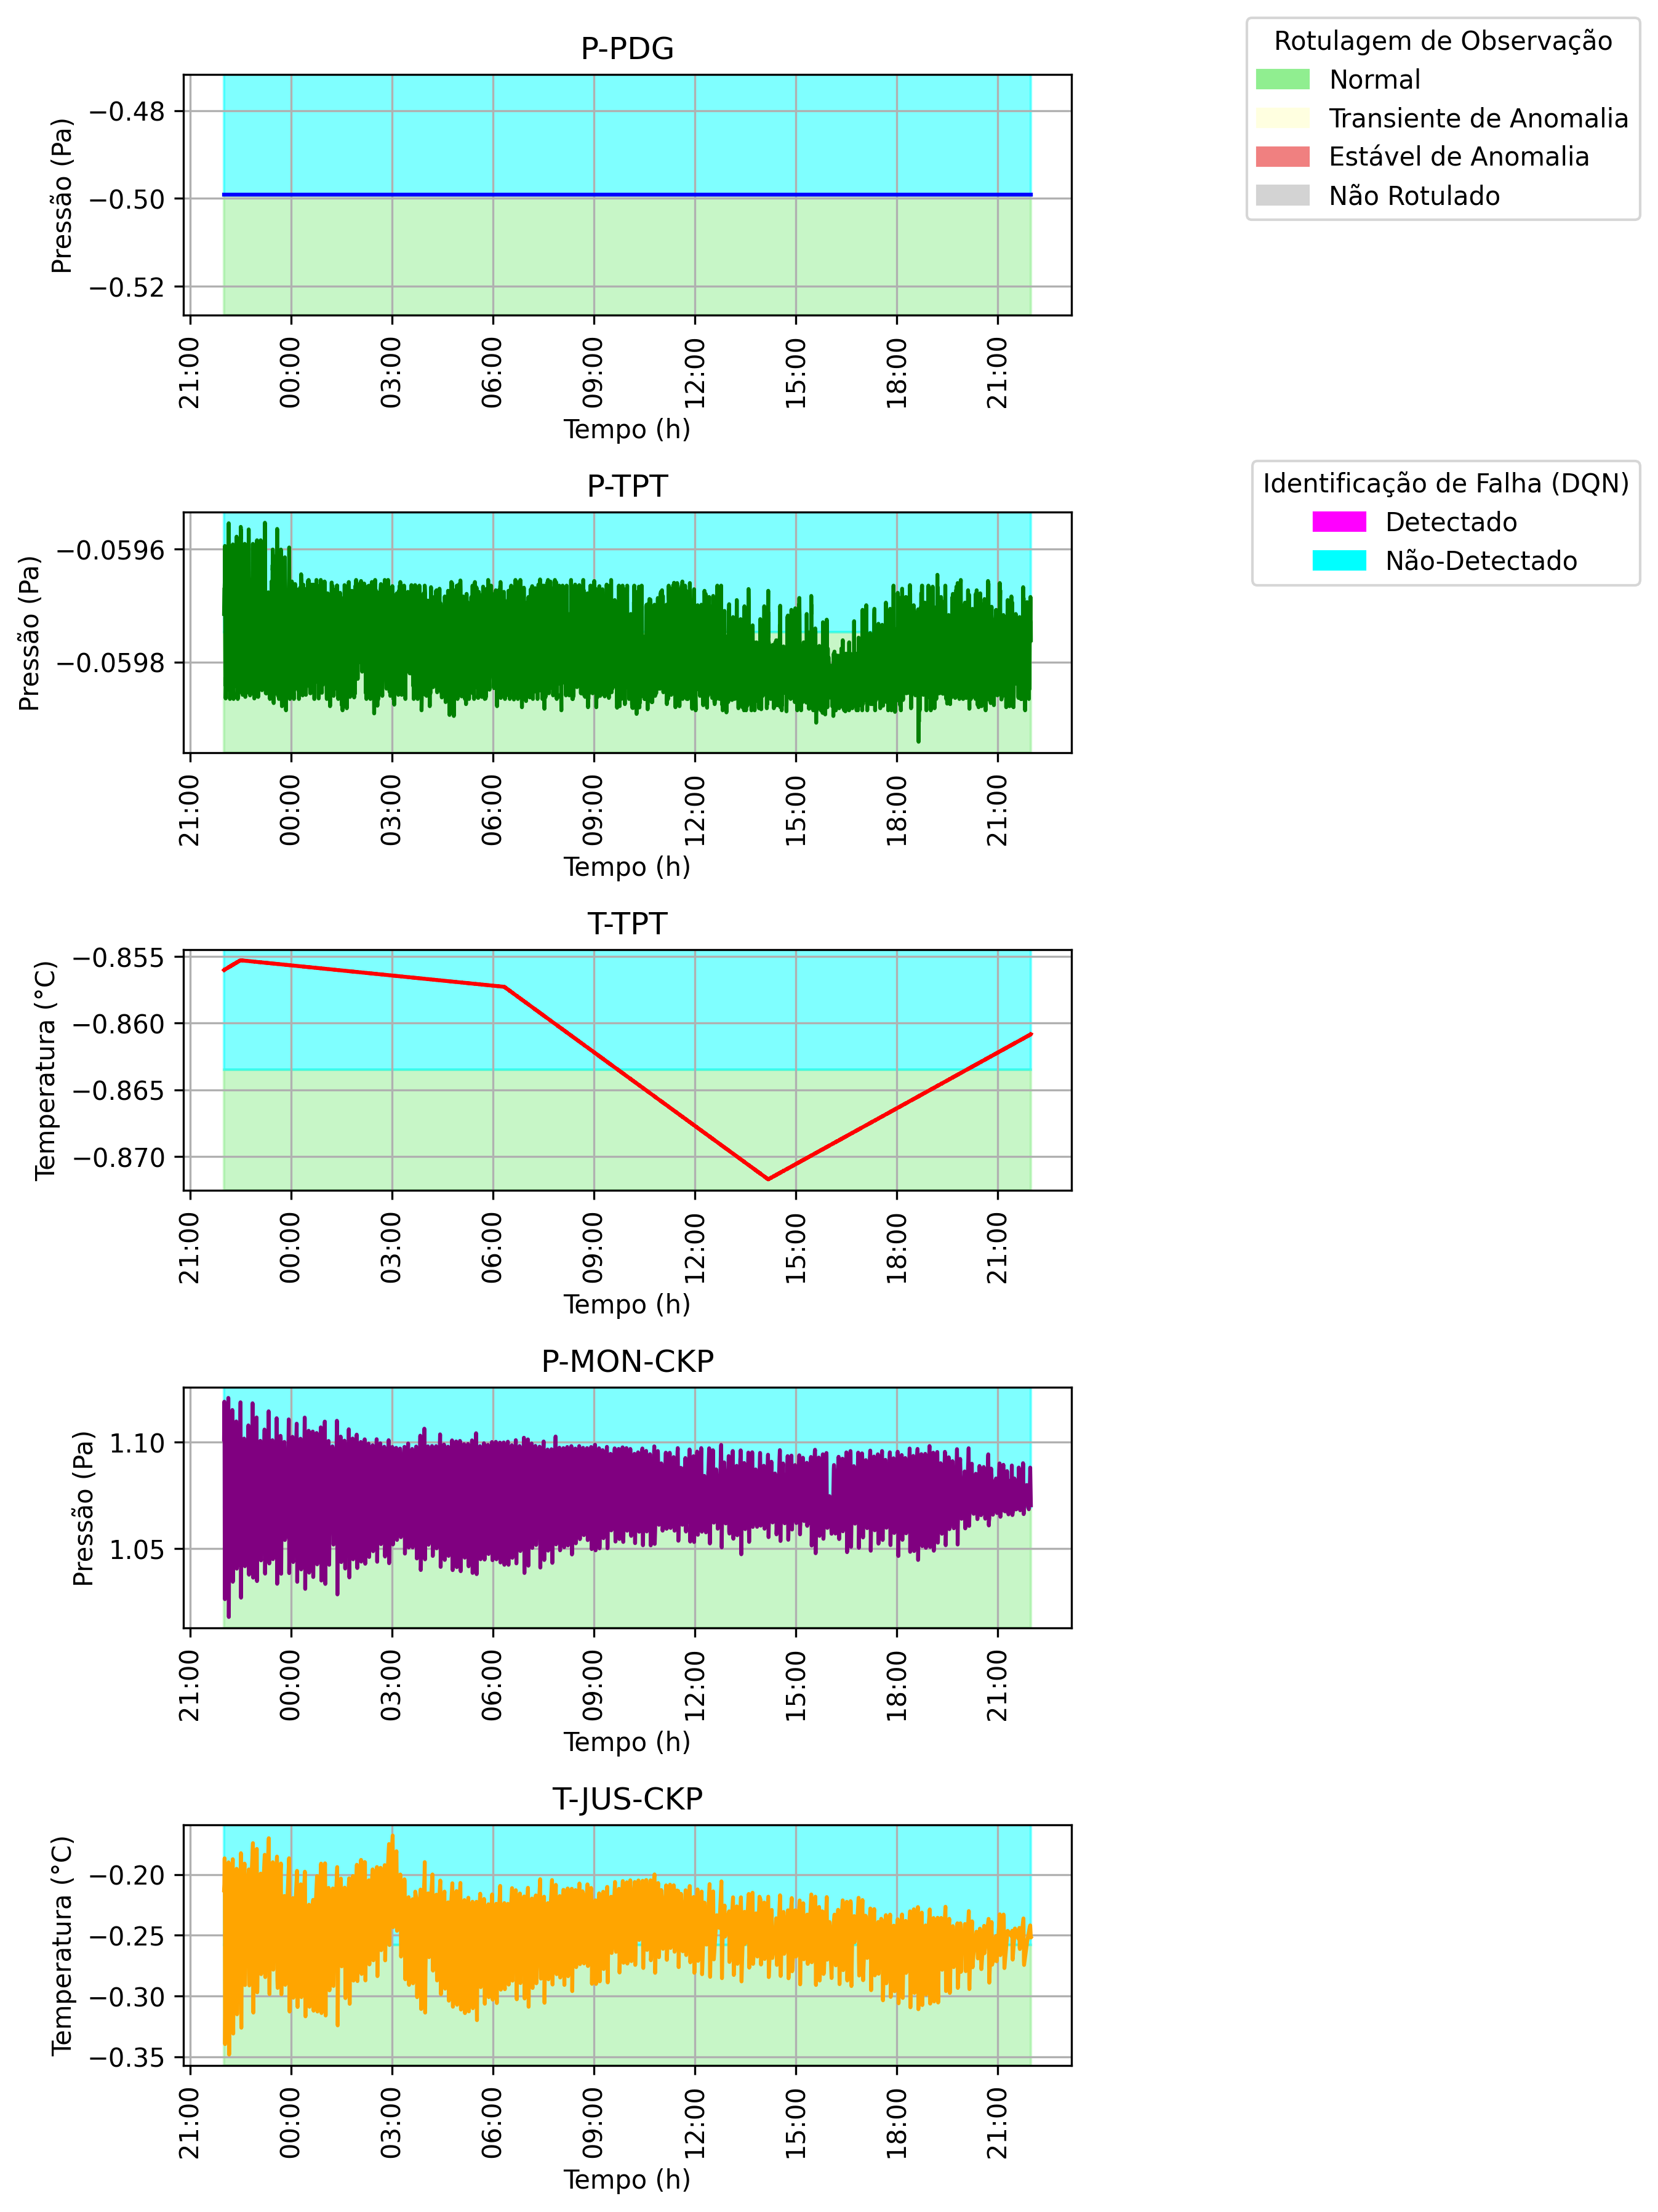 P-PDG
Rotulagem de Observação
Normal
Transiente de Anomalia
Estável de Anomalia
Não Rotulado
Pressão (Pa)
−0.48
−0.50
−0.52
21:00
00:00
03:00
06:00
09:00
12:00
15:00
18:00
21:00
Tempo (h)
P-TPT
Identificação de Falha (DQN)
Detectado
Não-Detectado
Pressão (Pa)
−0.0596
−0.0598
21:00
00:00
03:00
06:00
09:00
12:00
15:00
18:00
21:00
Tempo (h)
T-TPT
Temperatura (°C)
−0.855
−0.860
−0.865
−0.870
21:00
00:00
03:00
06:00
09:00
12:00
15:00
18:00
21:00
Tempo (h)
P-MON-CKP
Pressão (Pa)
1.10
1.05
21:00
00:00
03:00
06:00
09:00
12:00
15:00
18:00
21:00
Tempo (h)
T-JUS-CKP
Temperatura (°C)
−0.20
−0.25
−0.30
−0.35
21:00
00:00
03:00
06:00
09:00
12:00
15:00
18:00
21:00
Tempo (h)